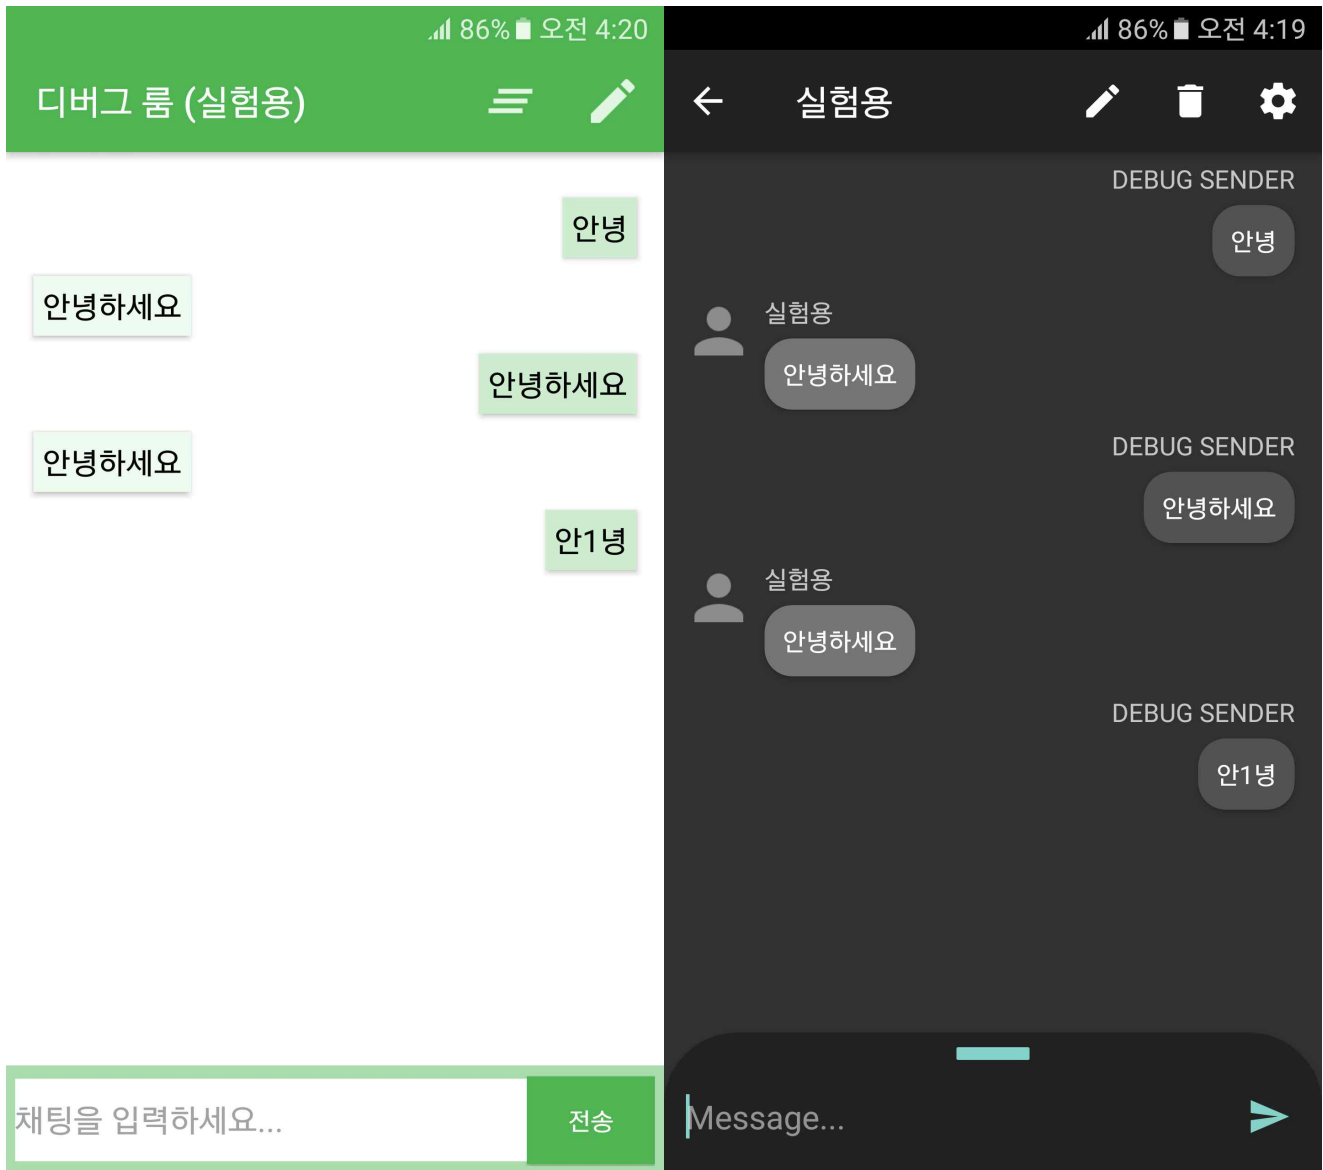 86% 오전 4:20
디버그 룸 (실험용)
안녕
안녕하세요
안녕하세요
안녕하세요
안1녕
채팅을 입력하세요...
전송
86% 오전 4:19
실험용
DEBUG SENDER
안녕
실험용
안녕하세요
DEBUG SENDER
안녕하세요
실험용
안녕하세요
DEBUG SENDER
안1녕
Message...